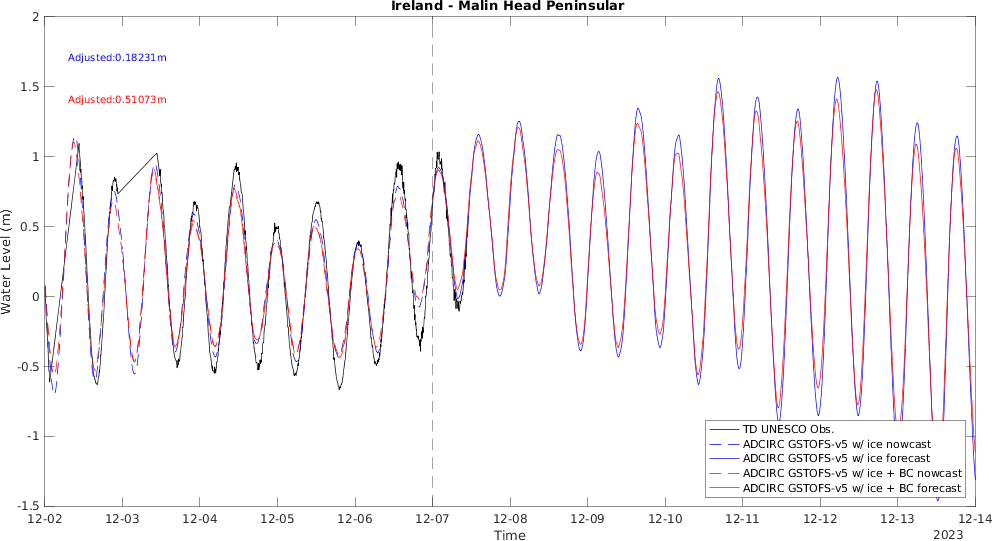 Ireland - Malin Head Peninsular
Adjusted:0.18231m
Adjusted:0.51073m
Water Level (m)
2
1.5
1
0.5
0
-0.5
-1
-1.5
TD UNESCO Obs.
ADCIRC GSTOFS-v5 w/ ice nowcast
ADCIRC GSTOFS-v5 w/ ice forecast
ADCIRC GSTOFS-v5 w/ ice + BC nowcast
ADCIRC GSTOFS-v5 w/ ice + BC forecast
12-02 12-03 12-04 12-05 12-06 12-07 12-08 12-09 12-10 12-11 12-12 12-13 12-14
Time
2023